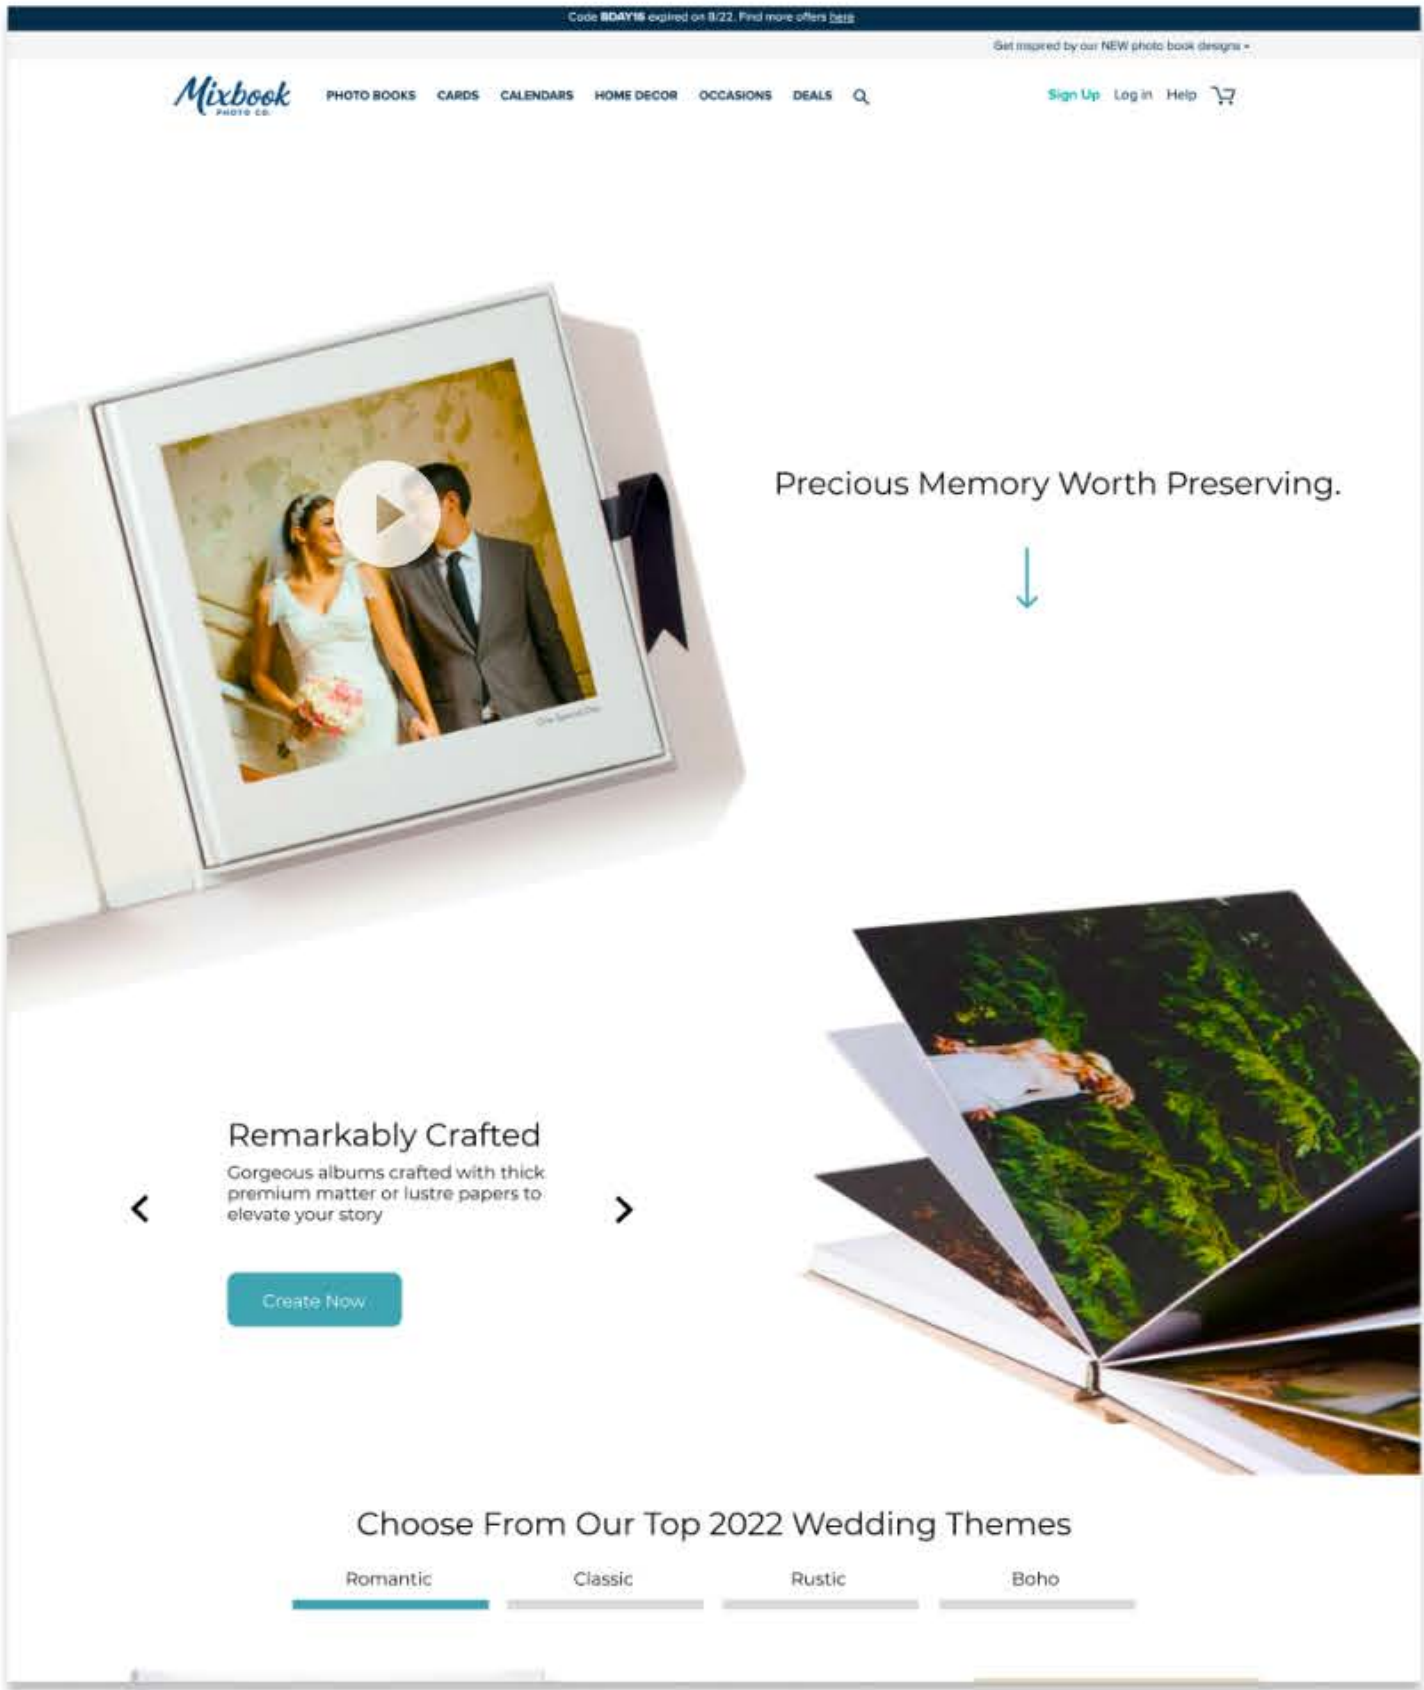 Code BDAY16 expired on 8/22. Find more offers here
Get inspired by our NEW photo book designs
Mixbook
PHOTO CO.
PHOTO BOOKS CARDS CALENDARS HOME DECOR OCCASIONS DEALS
Sign Up Log in Help
Precious Memory Worth Preserving.
One Special Day
Remarkably Crafted
Gorgeous albums crafted with thick
premium matter or lustre papers to
elevate your story
Create Now
Choose From Our Top 2022 Wedding Themes
Romantic Classic Rustic Boho